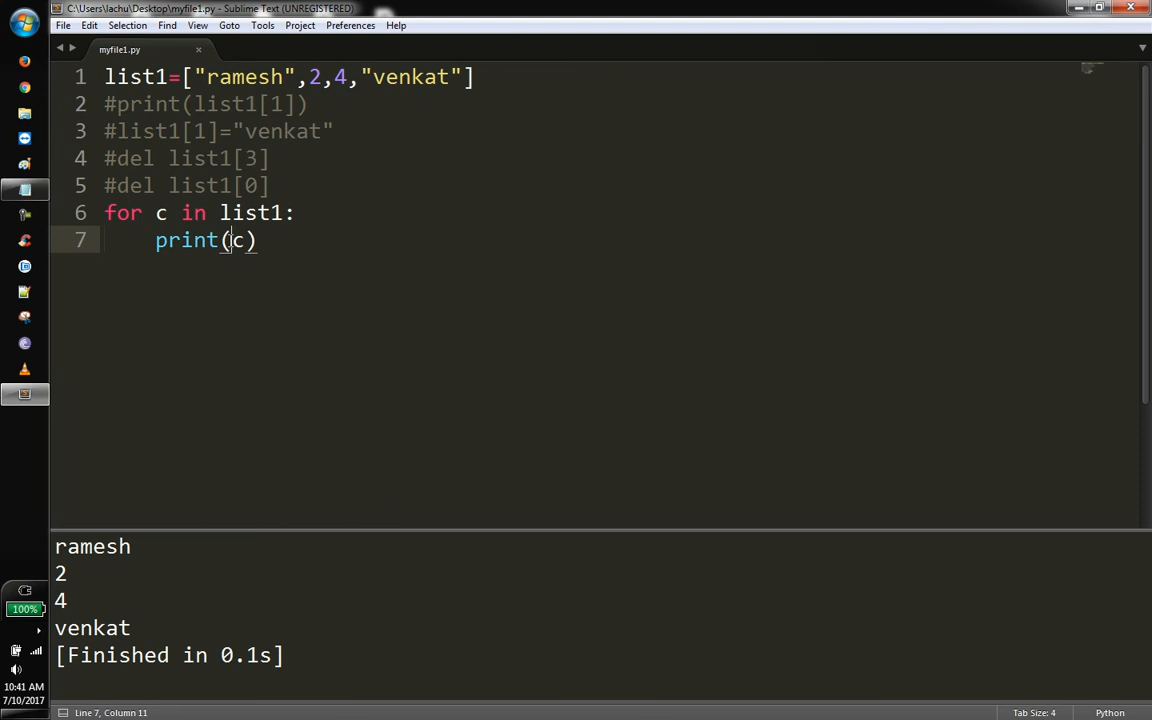 C:\Users\lachu\Desktop\myfile1.py - Sublime Text (UNREGISTERED)
File Edit Selection Find View Goto Tools Project Preferences Help
myfile1.py
1 list1=["ramesh",2,4,"venkat"]
2 #print(list1[1])
3 #list1[1]="venkat"
4 #del list1[3]
5 #del list1[0]
6 for c in list1:
7     print(c)
ramesh
2
4
venkat
[Finished in 0.1s]
100%
10:41 AM
7/10/2017
Line 7, Column 11
Tab Size: 4
Python